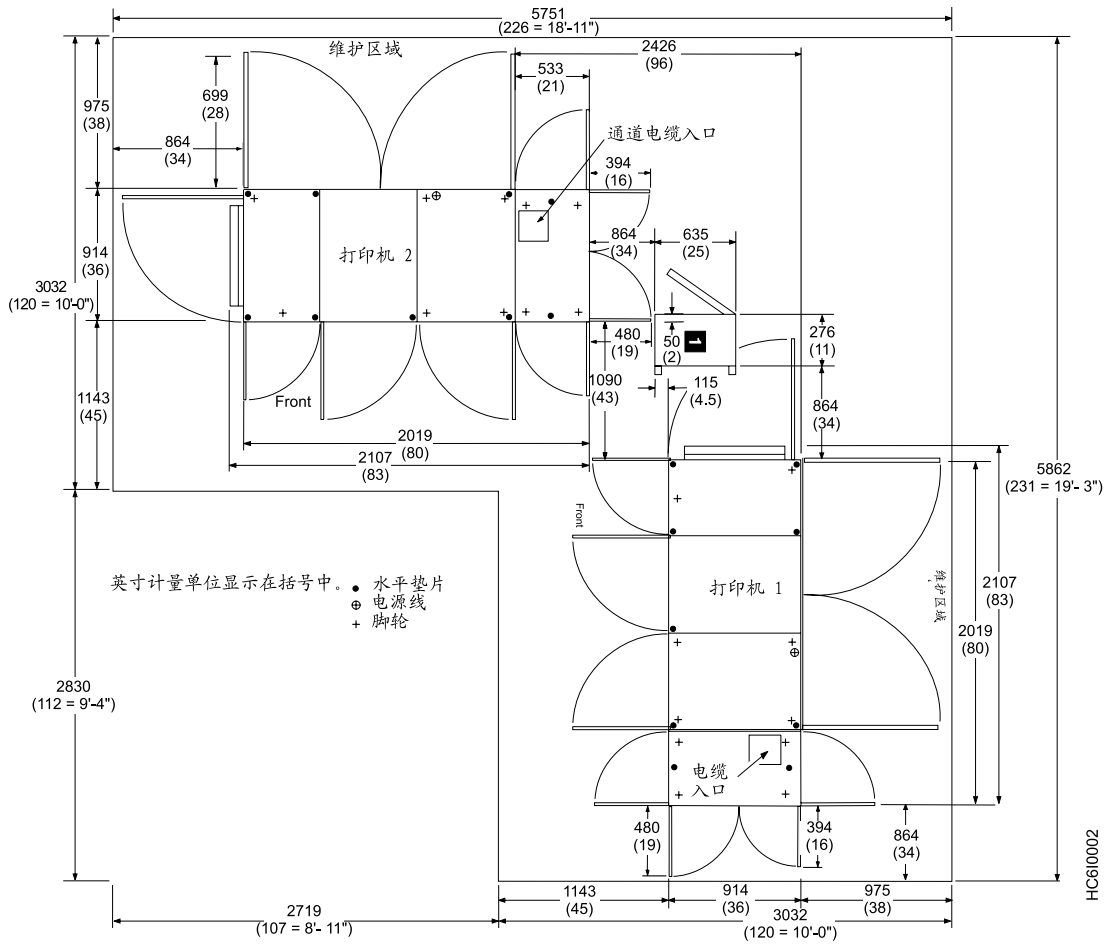 5751
(226 = 18'-11")
维护区域
2426
(96)
533
(21)
699
(28)
975
(38)
864
(34)
通道电缆入口
394
(16)
864
(34)
635
(25)
打印机 2
914
(36)
3032
(120 = 10'-0")
480
(19)
50
(2)
1
276
(11)
1090
(43)
115
(4.5)
864
(34)
1143
(45)
Front
2019
(80)
2107
(83)
5862
(231 = 19'- 3")
Front
英寸计量单位显示在括号中。
水平垫片
电源线
脚轮
打印机 1
维护区域
2107
(83)
2019
(80)
2830
(112 = 9'-4")
电缆
入口
480
(19)
394
(16)
864
(34)
HC6I0002
1143
(45)
914
(36)
975
(38)
2719
(107 = 8'- 11")
3032
(120 = 10'-0")